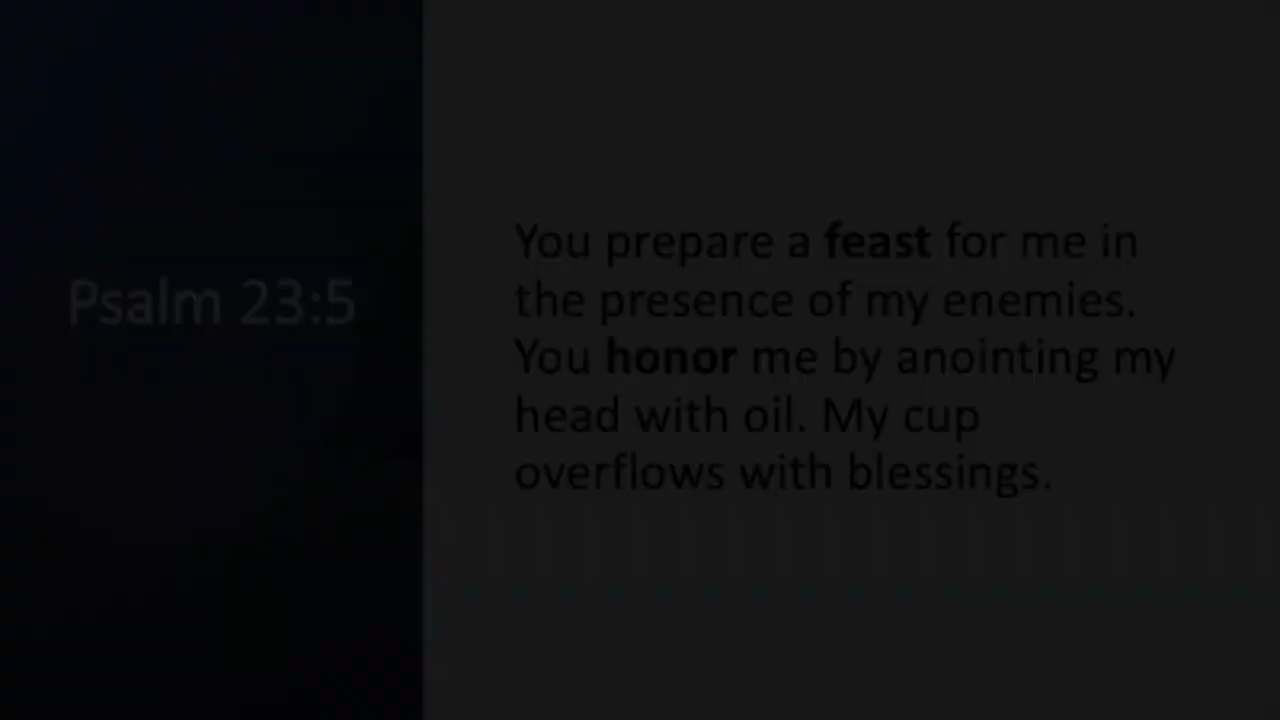 Psalm 23:5
You prepare a feast for me in
the presence of my enemies.
You honor me by anointing my
head with oil. My cup
overflows with blessings.